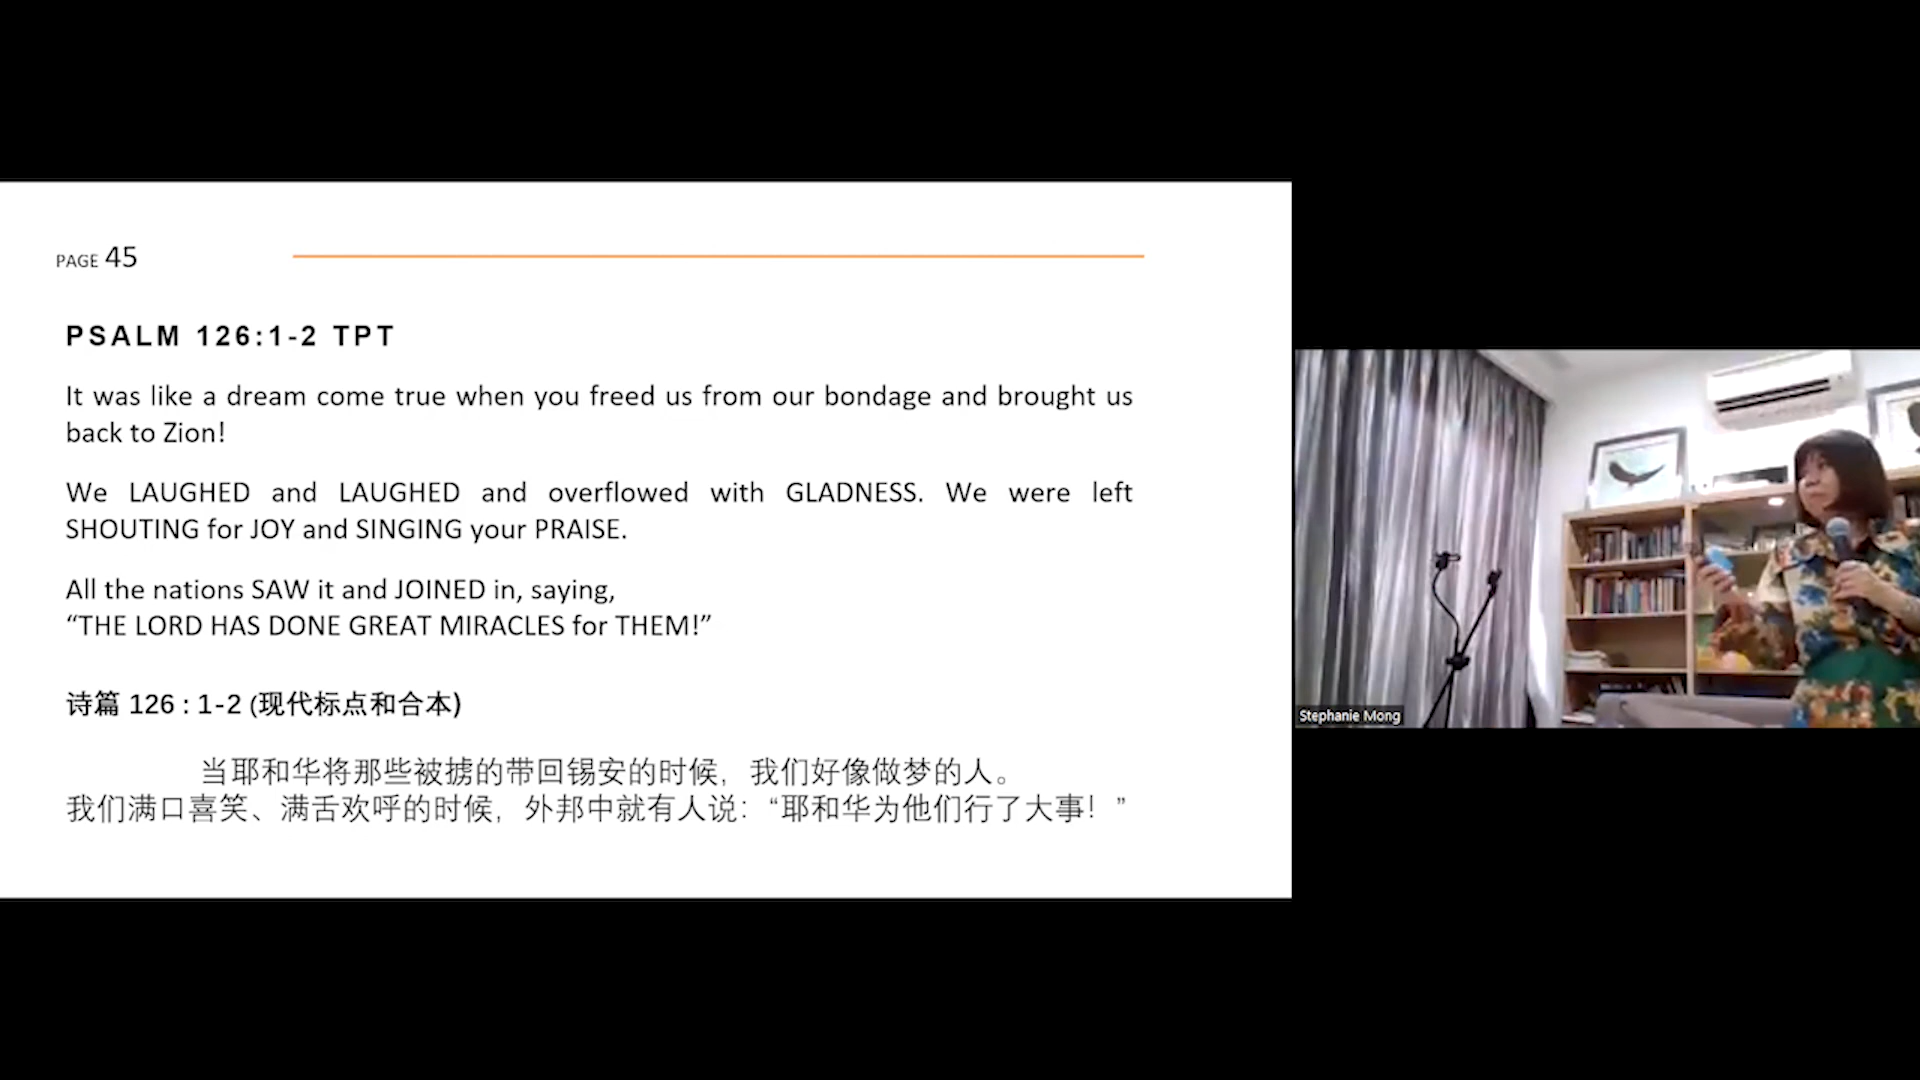 PAGE 45
PSALM 126:1-2 TPT
It was like a dream come true when you freed us from our bondage and brought us
back to Zion!
We LAUGHED and LAUGHED and overflowed with GLADNESS. We were left
SHOUTING for JOY and SINGING your PRAISE.
All the nations SAW it and JOINED in, saying,
“THE LORD HAS DONE GREAT MIRACLES for THEM!”
诗篇 126 : 1-2 (现代标点和合本)
当耶和华将那些被掳的带回锡安的时候，我们好像做梦的人。
我们满口喜笑、满舌欢呼的时候，外邦中就有人说：“耶和华为他们行了大事！”
Stephanie Mong